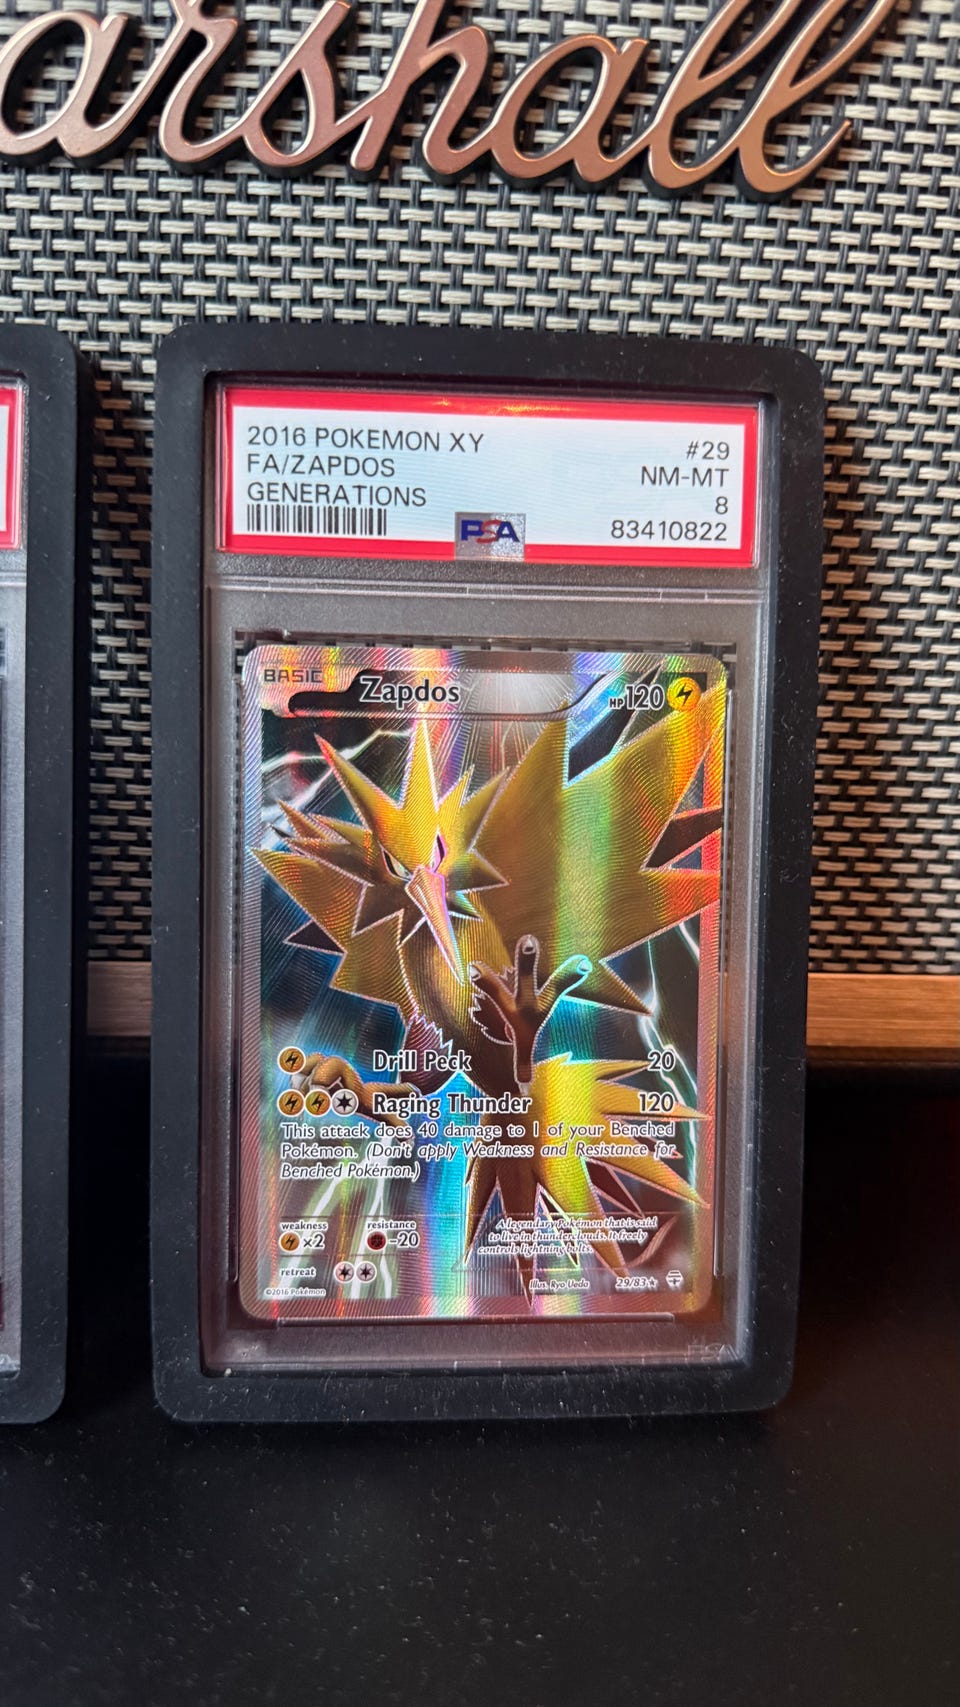 arshall
2016 POKEMON XY #29
FA/ZAPDOS NM-MT
GENERATIONS 8
PSA 83410822
BASIC Zapdos HP120
Drill Peck 20
Raging Thunder 120
This attack does 40 damage to 1 of your Benched
Pokémon. (Don't apply Weakness and Resistance for
Benched Pokémon.)
weakness resistance
×2 -20
retreat
A legendary Pokémon that is said
to live in thunderclouds. It freely
controls lightning bolts.
©2016 Pokémon Illus. Ryo Ueda 29/83
PSA